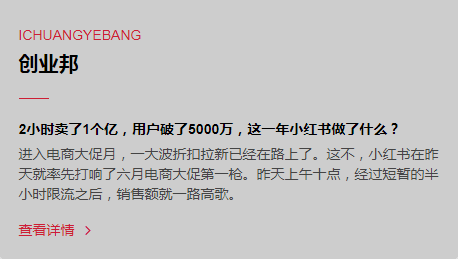 ICHUANGYEBANG
创业邦
2小时卖了1个亿，用户破了5000万，这一年小红书做了什么？
进入电商大促月，一大波折扣拉新已经在路上了。这不，小红书在昨
天就率先打响了六月电商大促第一枪。昨天上午十点，经过短暂的半
小时限流之后，销售额就一路高歌。
查看详情 >